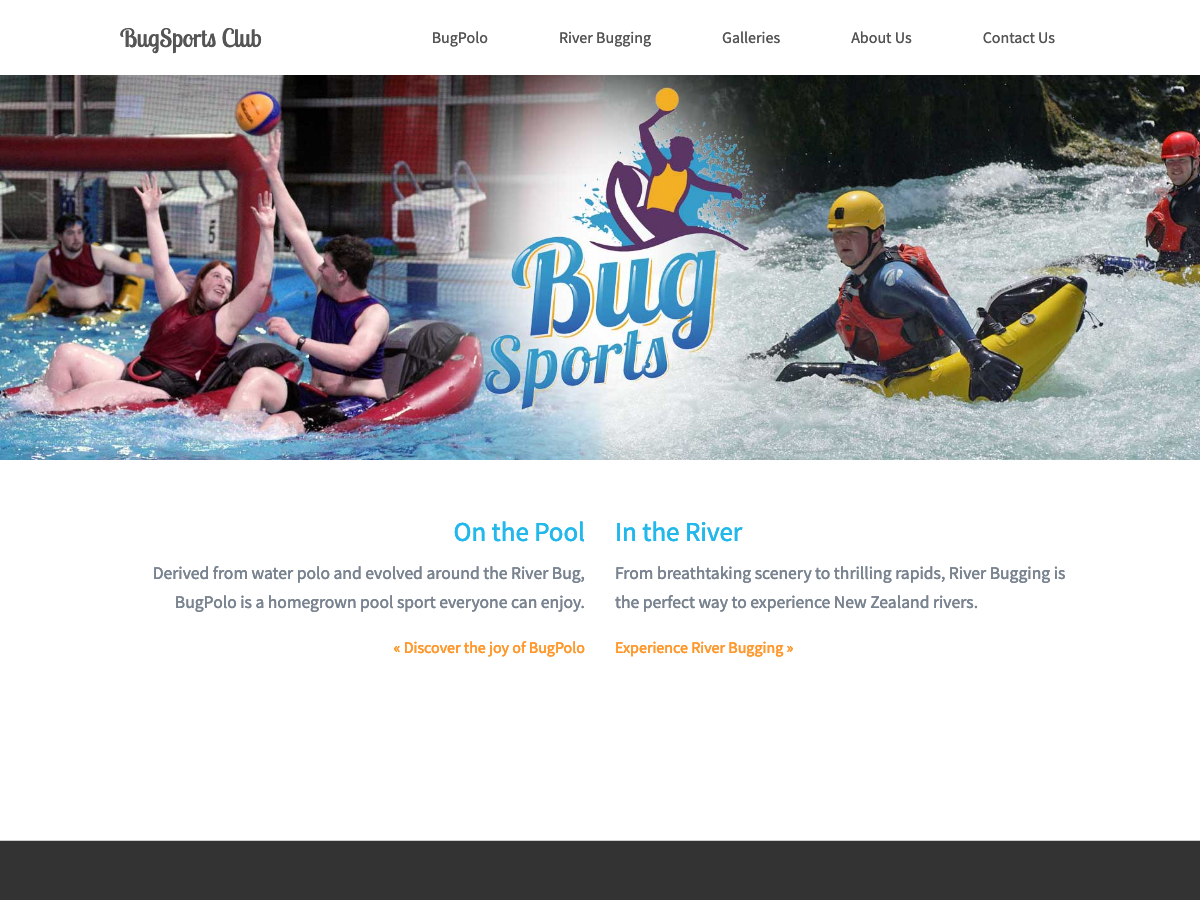 BugSports Club
BugPolo
River Bugging
Galleries
About Us
Contact Us
5
6
Bug
Sports
On the Pool
Derived from water polo and evolved around the River Bug,
BugPolo is a homegrown pool sport everyone can enjoy.
« Discover the joy of BugPolo
In the River
From breathtaking scenery to thrilling rapids, River Bugging is
the perfect way to experience New Zealand rivers.
Experience River Bugging »